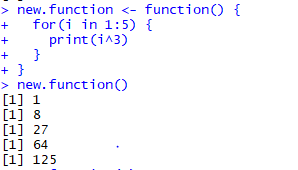 > new.function <- function() {
+   for(i in 1:5) {
+     print(i^3)
+   }
+ }
> new.function()
[1] 1
[1] 8
[1] 27
[1] 64
[1] 125